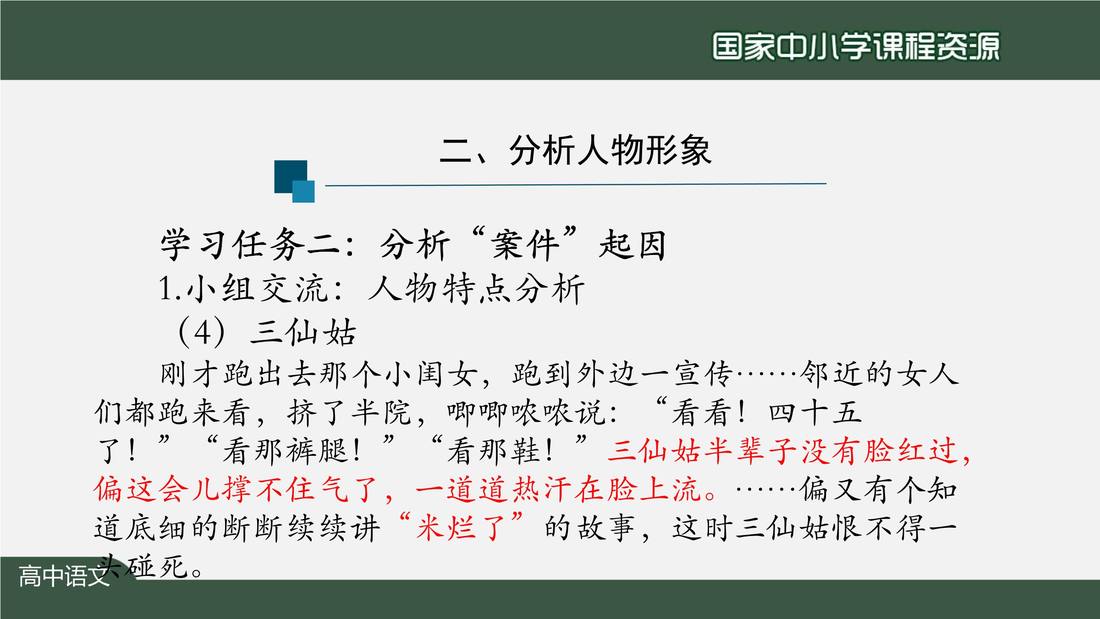 国家中小学课程资源
二、分析人物形象
学习任务二：分析“案件”起因
1.小组交流：人物特点分析
（4）三仙姑
刚才跑出去那个小闺女，跑到外边一宣传……邻近的女人
们都跑来看，挤了半院，唧唧哝哝说：“看看！四十五
了！”“看那裤腿！”“看那鞋！”三仙姑半辈子没有脸红过，
偏这会儿撑不住气了，一道道热汗在脸上流。……偏又有个知
道底细的断断续续讲“米烂了”的故事，这时三仙姑恨不得一
头碰死。
高中语文